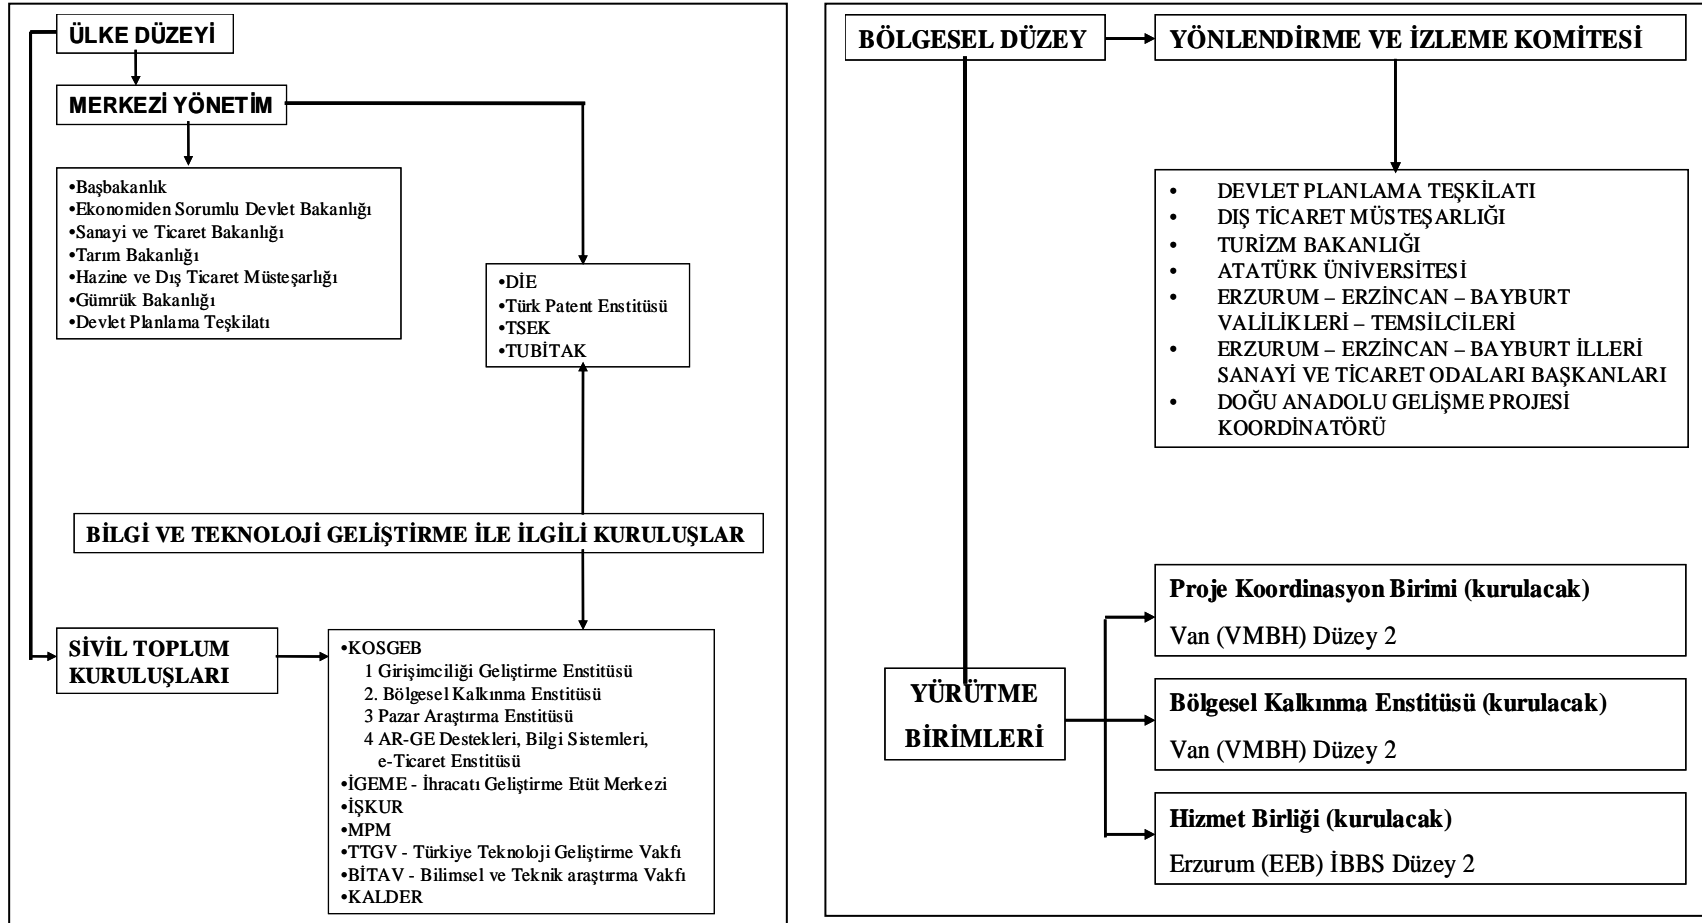 ÜLKE DÜZEYİ
MERKEZİ YÖNETİM
•Başbakanlık
•Ekonomiden Sorumlu Devlet Bakanlığı
•Sanayi ve Ticaret Bakanlığı
•Tarım Bakanlığı
•Hazine ve Dış Ticaret Müsteşarlığı
•Gümrük Bakanlığı
•Devlet Planlama Teşkilatı
•DİE
•Türk Patent Enstitüsü
•TSEK
•TUBİTAK
BİLGİ VE TEKNOLOJİ GELİŞTİRME İLE İLGİLİ KURULUŞLAR
SİVİL TOPLUM
KURULUŞLARI
•KOSGEB
1 Girişimciliği Geliştirme Enstitüsü
2. Bölgesel Kalkınma Enstitüsü
3 Pazar Araştırma Enstitüsü
4 AR-GE Destekleri, Bilgi Sistemleri,
e-Ticaret Enstitüsü
•İGEME - İhracatı Geliştirme Etüt Merkezi
•İŞKUR
•MPM
•TTGV - Türkiye Teknoloji Geliştirme Vakfı
•BİTAV - Bilimsel ve Teknik araştırma Vakfı
•KALDER
BÖLGESEL DÜZEY
YÖNLENDİRME VE İZLEME KOMİTESİ
• DEVLET PLANLAMA TEŞKİLATI
• DIŞ TİCARET MÜSTEŞARLIĞI
• TURİZM BAKANLIĞI
• ATATÜRK ÜNİVERSİTESİ
• ERZURUM – ERZİNCAN – BAYBURT
VALİLİKLERİ – TEMSİLCİLERİ
• ERZURUM – ERZİNCAN – BAYBURT İLLERİ
SANAYİ VE TİCARET ODALARI BAŞKANLARI
• DOĞU ANADOLU GELİŞME PROJESİ
KOORDİNATÖRÜ
YÜRÜTME
BİRİMLERİ
Proje Koordinasyon Birimi (kurulacak)
Van (VMBH) Düzey 2
Bölgesel Kalkınma Enstitüsü (kurulacak)
Van (VMBH) Düzey 2
Hizmet Birliği (kurulacak)
Erzurum (EEB) İBBS Düzey 2